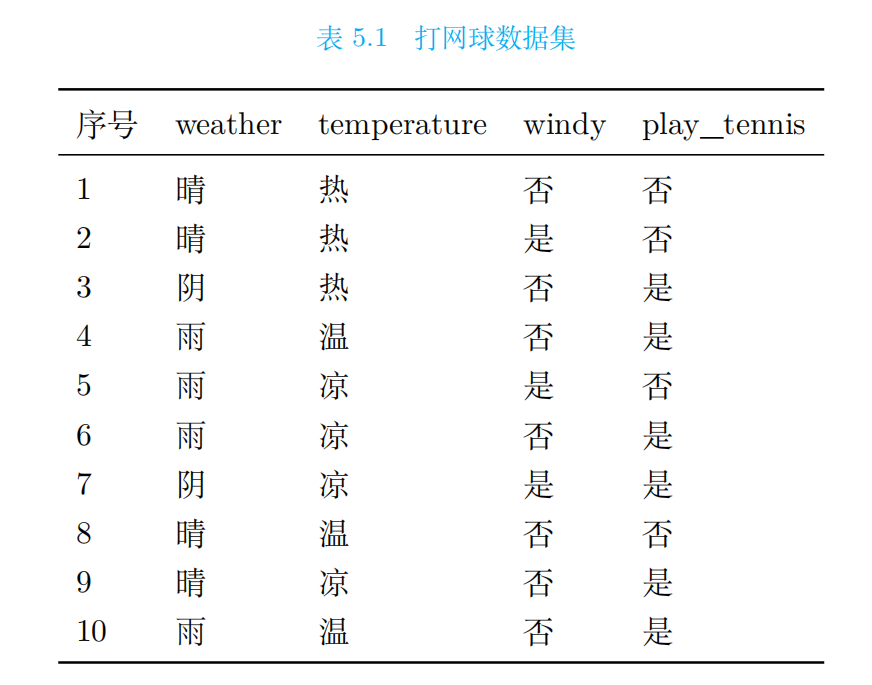 表 5.1 打网球数据集
序号 weather temperature windy play_tennis
1 晴 热 否 否
2 晴 热 是 否
3 阴 热 否 是
4 雨 温 否 是
5 雨 凉 是 否
6 雨 凉 否 是
7 阴 凉 是 是
8 晴 温 否 否
9 晴 凉 否 是
10 雨 温 否 是